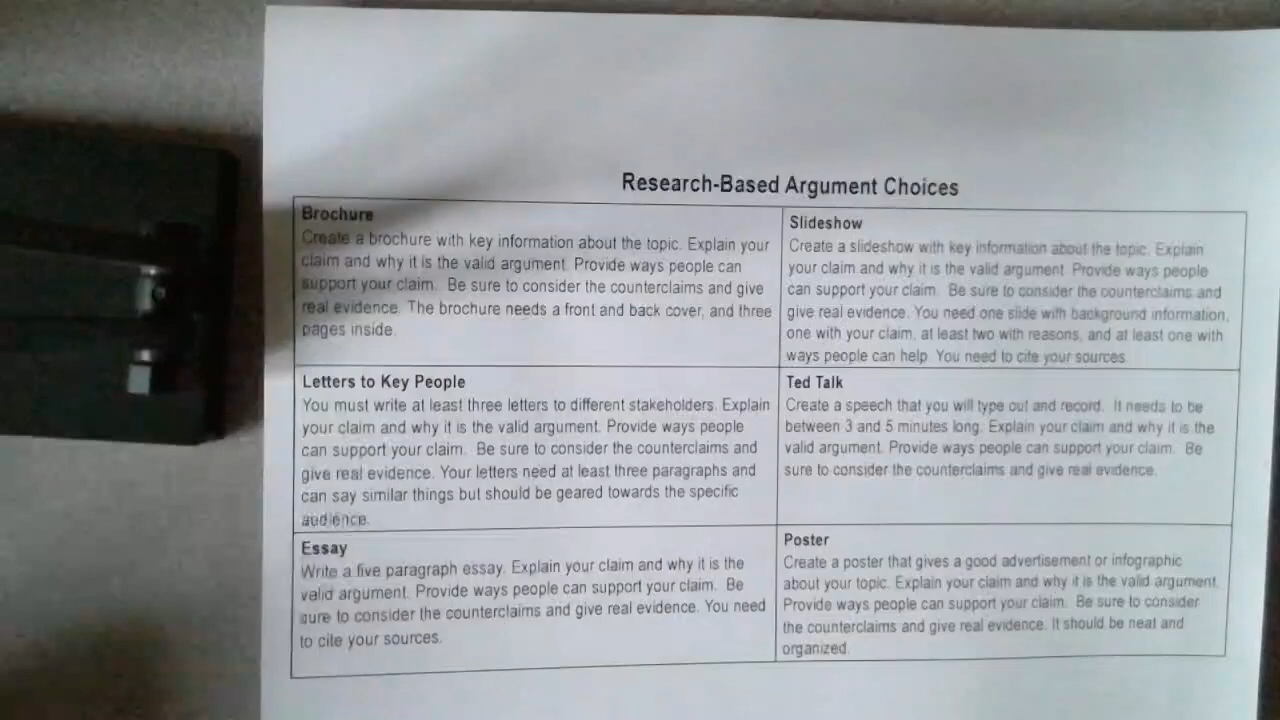 Research-Based Argument Choices
Brochure
Create a brochure with key information about the topic. Explain your
claim and why it is the valid argument. Provide ways people can
support your claim. Be sure to consider the counterclaims and give
real evidence. The brochure needs a front and back cover, and three
pages inside.
Slideshow
Create a slideshow with key information about the topic. Explain
your claim and why it is the valid argument. Provide ways people
can support your claim. Be sure to consider the counterclaims and
give real evidence. You need one slide with background information,
one with your claim, at least two with reasons, and at least one with
ways people can help. You need to cite your sources.
Letters to Key People
You must write at least three letters to different stakeholders. Explain
your claim and why it is the valid argument. Provide ways people
can support your claim. Be sure to consider the counterclaims and
give real evidence. Your letters need at least three paragraphs and
can say similar things but should be geared towards the specific
audience.
Ted Talk
Create a speech that you will type out and record. It needs to be
between 3 and 5 minutes long. Explain your claim and why it is the
valid argument. Provide ways people can support your claim. Be
sure to consider the counterclaims and give real evidence.
Essay
Write a five paragraph essay. Explain your claim and why it is the
valid argument. Provide ways people can support your claim. Be
sure to consider the counterclaims and give real evidence. You need
to cite your sources.
Poster
Create a poster that gives a good advertisement or infographic
about your topic. Explain your claim and why it is the valid argument.
Provide ways people can support your claim. Be sure to consider
the counterclaims and give real evidence. It should be neat and
organized.